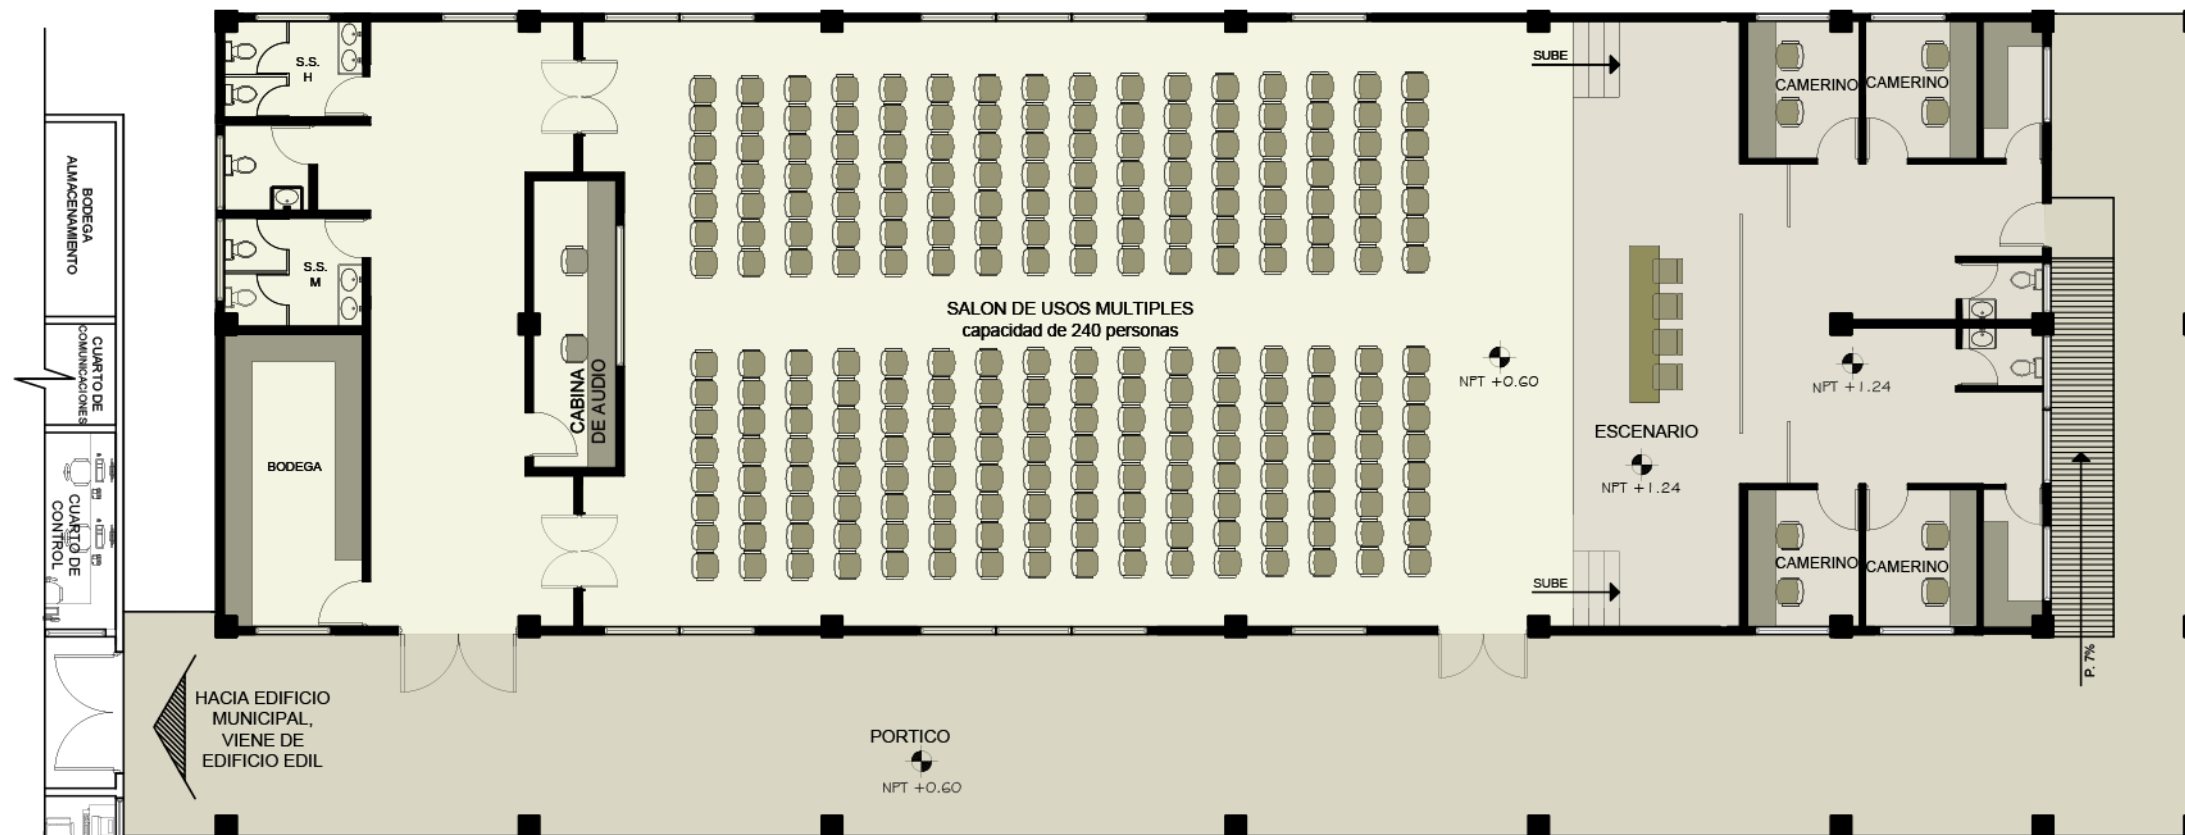 S.S.
H
SUBE
CAMERINO
CAMERINO
BODEGA
ALMACENAMIENTO
S.S.
M
SALON DE USOS MULTIPLES
capacidad de 240 personas
CUARTO DE
COMUNICACIONES
CABINA
DE AUDIO
NPT +0.60
NPT +1.24
ESCENARIO
NPT +1.24
BODEGA
CUARTO DE
CONTROL
SUBE
CAMERINO
CAMERINO
P. 7%
HACIA EDIFICIO
MUNICIPAL,
VIENE DE
EDIFICIO EDIL
PORTICO
NPT +0.60